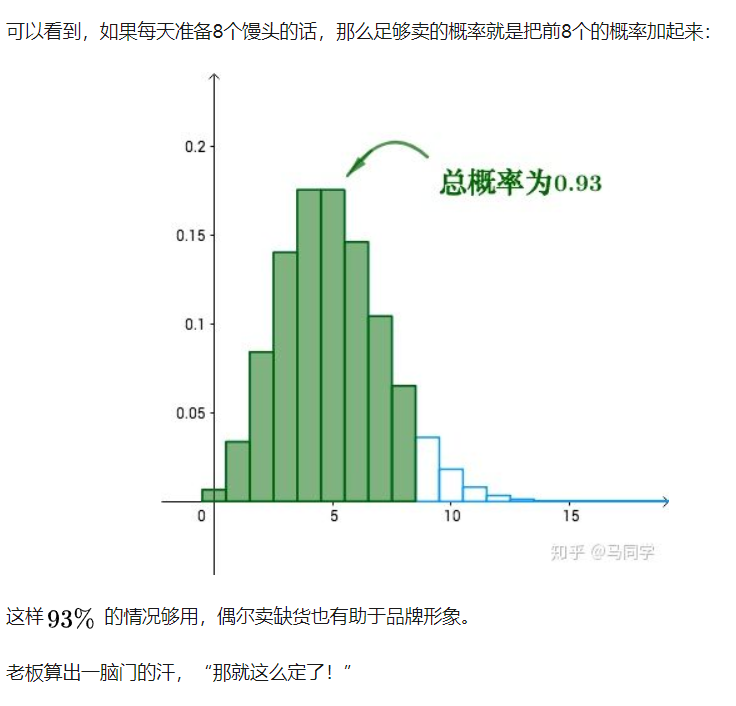 可以看到，如果每天准备8个馒头的话，那么足够卖的概率就是把前8个的概率加起来：
0.2
总概率为0.93
0.15
0.1
0.05
0 5 10 15
知乎 @马同学
这样93% 的情况够用，偶尔卖缺货也有助于品牌形象。
老板算出一脑门的汗，“那就这么定了！”